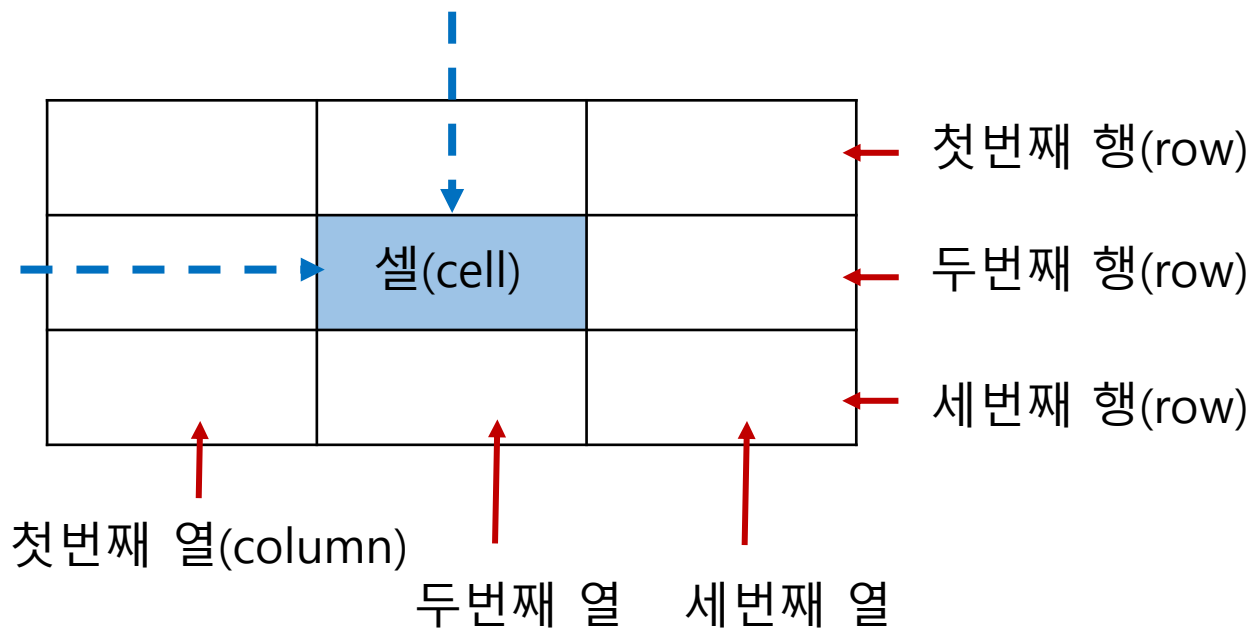 첫번째 행(row)
셀(cell)
두번째 행(row)
세번째 행(row)
첫번째 열(column)
두번째 열
세번째 열